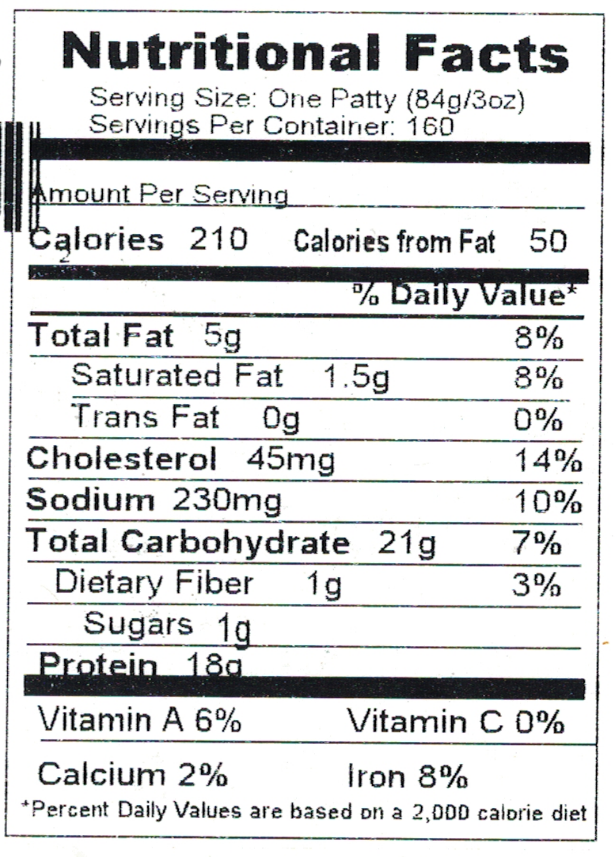 Nutritional Facts
Serving Size: One Patty (84g/3oz)
Servings Per Container: 160
Amount Per Serving
Calories 210 Calories from Fat 50
% Daily Value*
Total Fat 5g 8%
Saturated Fat 1.5g 8%
Trans Fat 0g 0%
Cholesterol 45mg 14%
Sodium 230mg 10%
Total Carbohydrate 21g 7%
Dietary Fiber 1g 3%
Sugars 1g
Protein 18g
Vitamin A 6% Vitamin C 0%
Calcium 2% Iron 8%
*Percent Daily Values are based on a 2,000 calorie diet